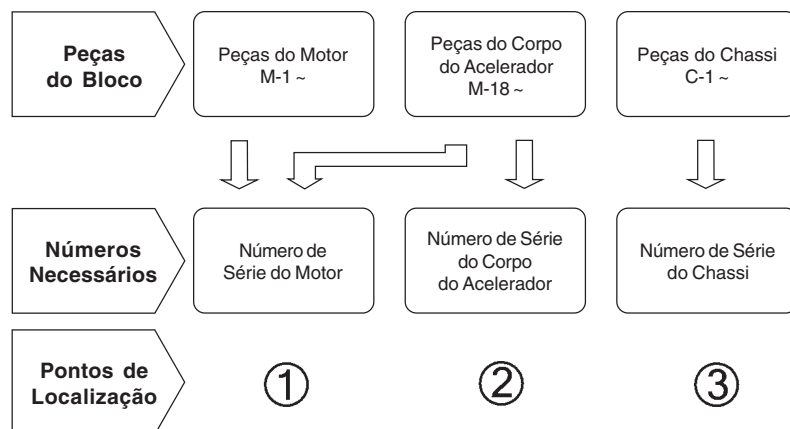 Peças
do Bloco
Peças do Motor
M-1 ~
Peças do Corpo
do Acelerador
M-18 ~
Peças do Chassi
C-1 ~
Números
Necessários
Número de
Série do Motor
Número de Série
do Corpo
do Acelerador
Número de Série
do Chassi
Pontos de
Localização
1
2
3